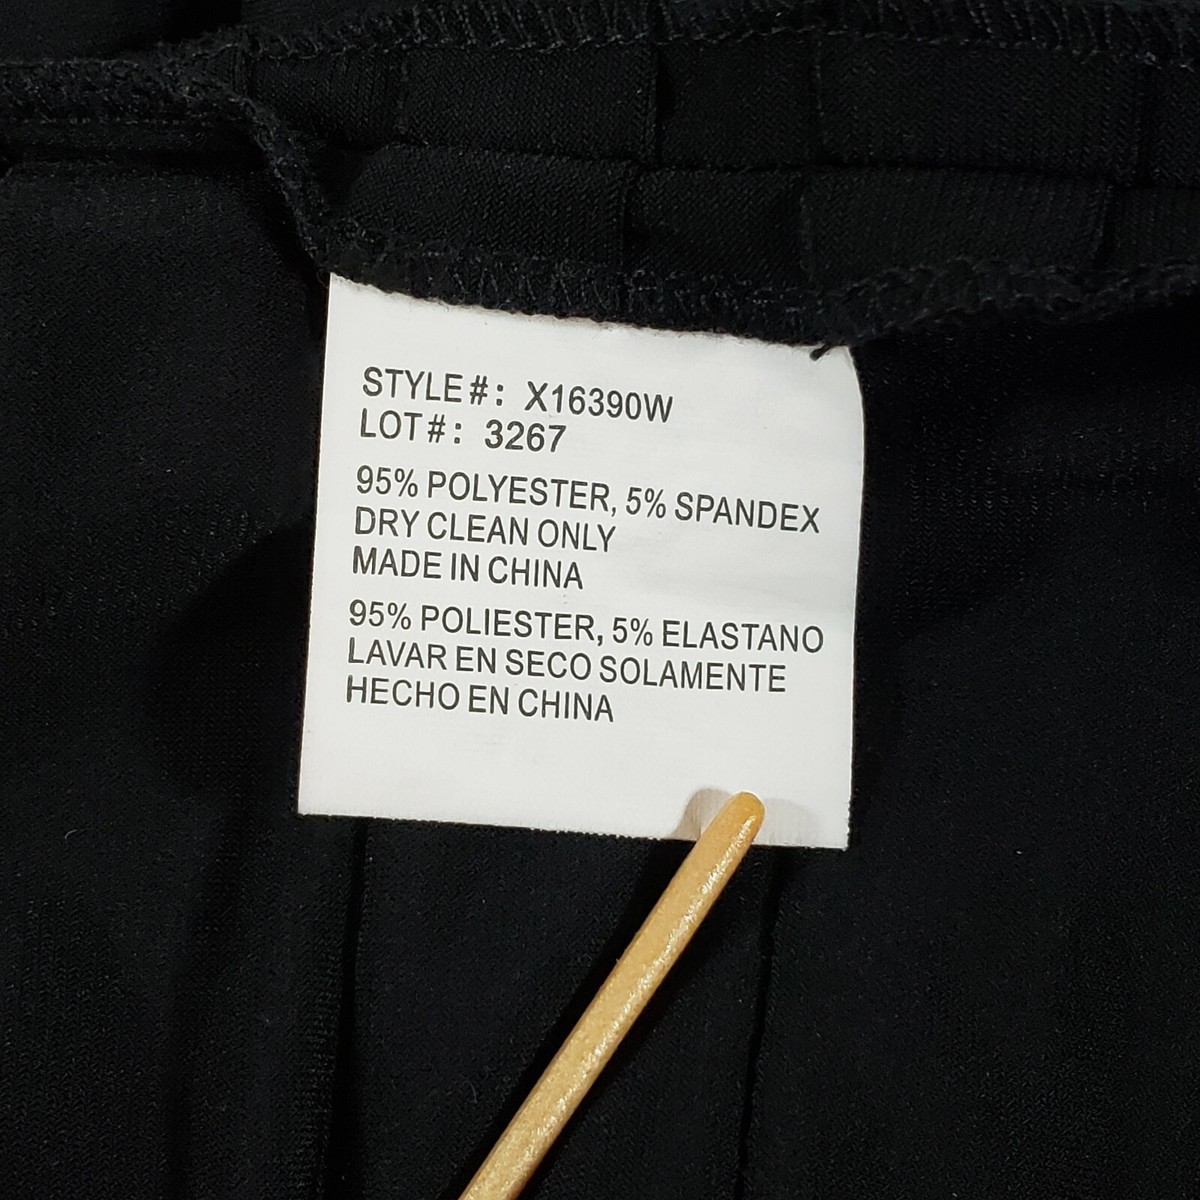 STYLE#: X16390W
LOT#: 3267
95% POLYESTER, 5% SPANDEX
DRY CLEAN ONLY
MADE IN CHINA
95% POLIESTER, 5% ELASTANO
LAVAR EN SECO SOLAMENTE
HECHO EN CHINA